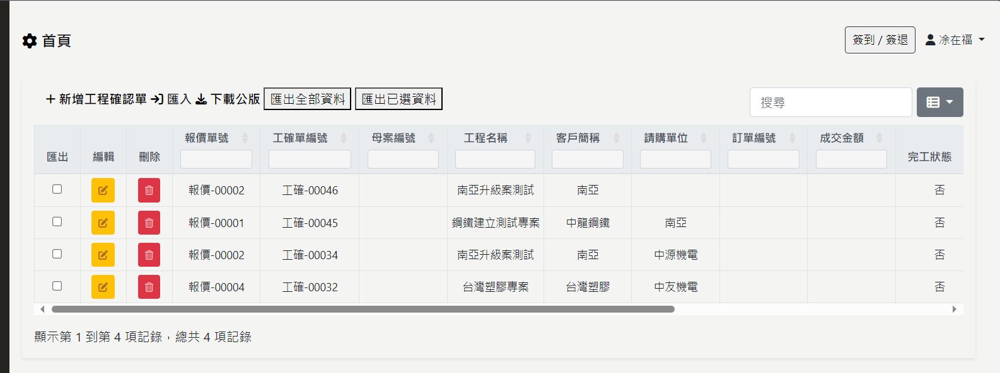 首頁
簽到 / 簽退 凃在福
新增工程確認單 匯入 下載公版 匯出全部資料 匯出已選資料 搜尋
匯出 編輯 刪除 報價單號 工確單編號 母案編號 工程名稱 客戶簡稱 請購單位 訂單編號 成交金額 完工狀態
報價-00002 工確-00046 南亞升級案測試 南亞 否
報價-00001 工確-00045 鋼鐵建立測試專案 中龍鋼鐵 南亞 否
報價-00002 工確-00034 南亞升級案測試 南亞 中源機電 否
報價-00004 工確-00032 台灣塑膠專案 台灣塑膠 中友機電 否
顯示第 1 到第 4 項記錄，總共 4 項記錄